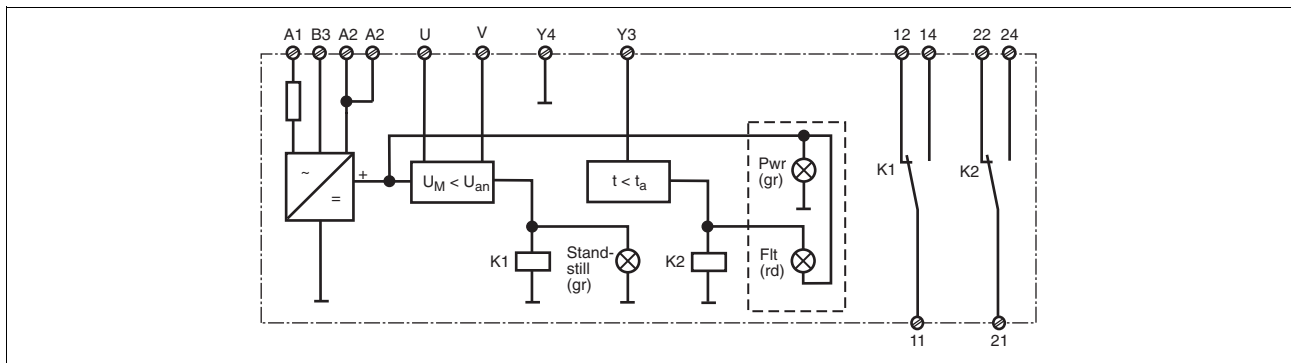 A1 B3 A2 A2 U V Y4 Y3 12 14 22 24
~
=
+
U_M < U_an
t < t_a
Pwr
(gr)
K1
K2
K1
Stand-
still
(gr)
K2
Flt
(rd)
11 21